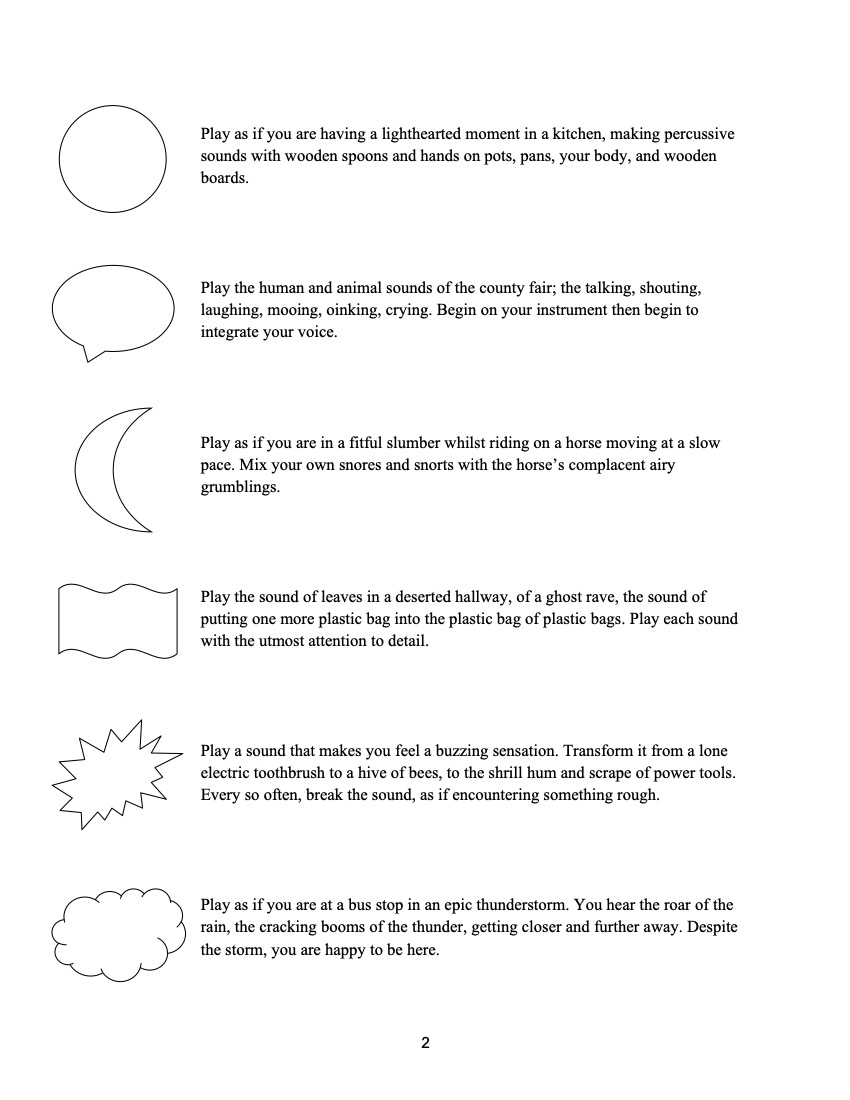 Play as if you are having a lighthearted moment in a kitchen, making percussive
sounds with wooden spoons and hands on pots, pans, your body, and wooden
boards.
Play the human and animal sounds of the county fair; the talking, shouting,
laughing, mooing, oinking, crying. Begin on your instrument then begin to
integrate your voice.
Play as if you are in a fitful slumber whilst riding on a horse moving at a slow
pace. Mix your own snores and snorts with the horse’s complacent airy
grumblings.
Play the sound of leaves in a deserted hallway, of a ghost rave, the sound of
putting one more plastic bag into the plastic bag of plastic bags. Play each sound
with the utmost attention to detail.
Play a sound that makes you feel a buzzing sensation. Transform it from a lone
electric toothbrush to a hive of bees, to the shrill hum and scrape of power tools.
Every so often, break the sound, as if encountering something rough.
Play as if you are at a bus stop in an epic thunderstorm. You hear the roar of the
rain, the cracking booms of the thunder, getting closer and further away. Despite
the storm, you are happy to be here.
2